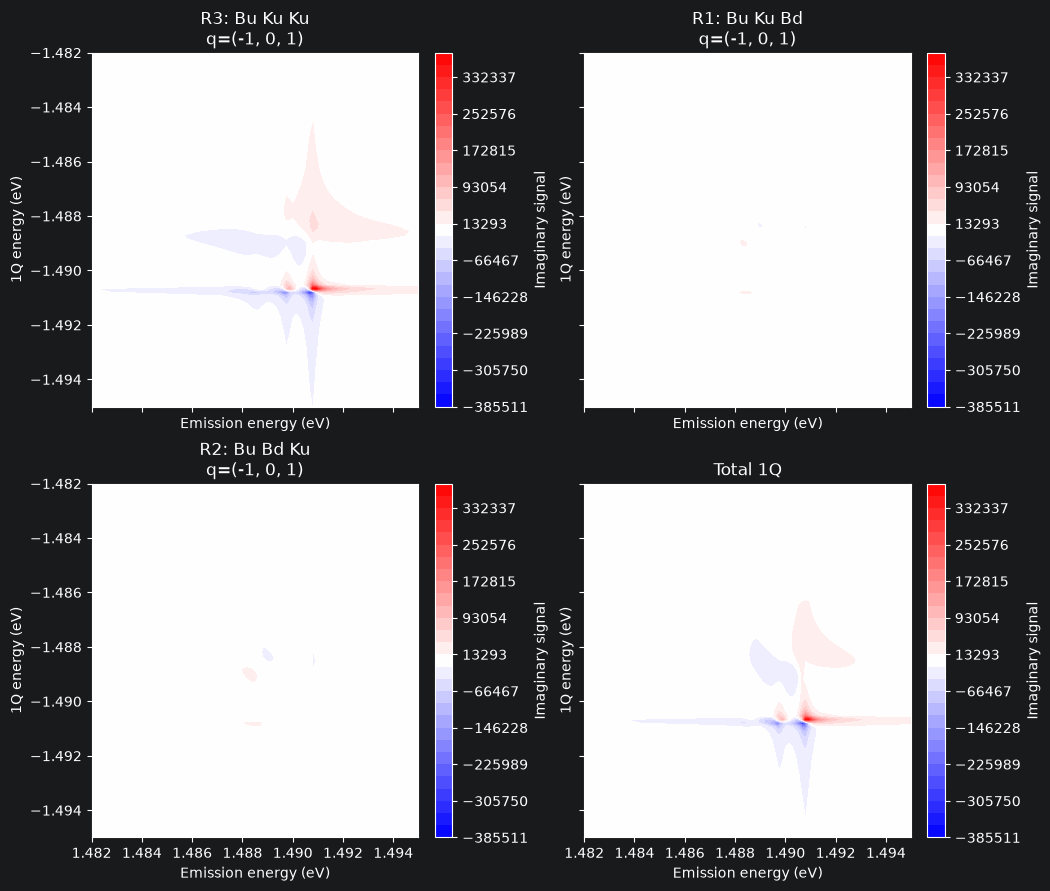 R3: Bu Ku Ku
q=(-1, 0, 1)
−1.482
−1.484
−1.486
−1.488
−1.490
−1.492
−1.494
1Q energy (eV)
Emission energy (eV)
332337
252576
172815
93054
13293
−66467
−146228
−225989
−305750
−385511
Imaginary signal
R1: Bu Ku Bd
q=(-1, 0, 1)
1Q energy (eV)
Emission energy (eV)
332337
252576
172815
93054
13293
−66467
−146228
−225989
−305750
−385511
Imaginary signal
R2: Bu Bd Ku
q=(-1, 0, 1)
−1.482
−1.484
−1.486
−1.488
−1.490
−1.492
−1.494
1Q energy (eV)
1.482 1.484 1.486 1.488 1.490 1.492 1.494
Emission energy (eV)
332337
252576
172815
93054
13293
−66467
−146228
−225989
−305750
−385511
Imaginary signal
Total 1Q
1Q energy (eV)
1.482 1.484 1.486 1.488 1.490 1.492 1.494
Emission energy (eV)
332337
252576
172815
93054
13293
−66467
−146228
−225989
−305750
−385511
Imaginary signal